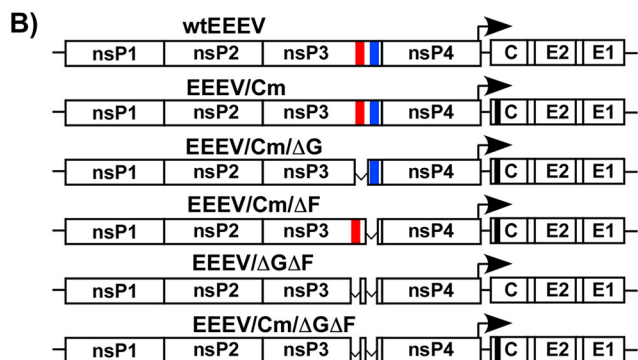 B)
wtEEEV
nsP1 nsP2 nsP3 nsP4 C E2 E1
EEEV/Cm
nsP1 nsP2 nsP3 nsP4 C E2 E1
EEEV/Cm/ΔG
nsP1 nsP2 nsP3 nsP4 C E2 E1
EEEV/Cm/ΔF
nsP1 nsP2 nsP3 nsP4 C E2 E1
EEEV/ΔGΔF
nsP1 nsP2 nsP3 nsP4 C E2 E1
EEEV/Cm/ΔGΔF
nsP1 nsP2 nsP3 nsP4 C E2 E1